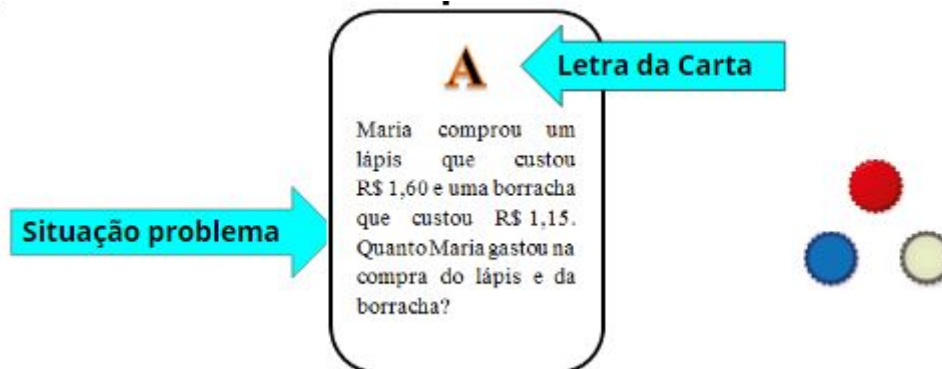 A
Letra da Carta
Maria comprou um
lápis que custou
R$ 1,60 e uma borracha
que custou R$ 1,15.
Quanto Maria gastou na
compra do lápis e da
borracha?
Situação problema